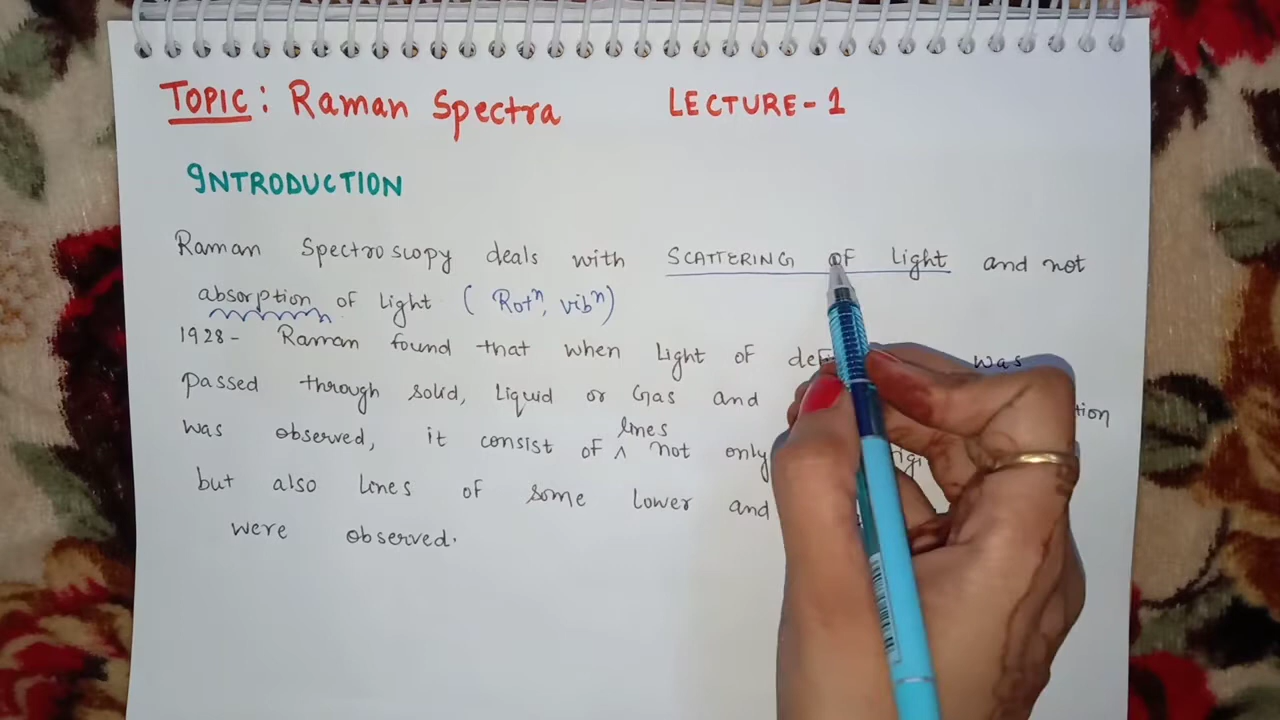 TOPIC: Raman Spectra LECTURE-1
INTRODUCTION
Raman Spectroscopy deals with SCATTERING OF Light and not
absorption of Light ( Rotⁿ, vibⁿ)
1928- Raman found that when Light of was
passed through solid, Liquid or Gas and
lines
was observed, it consist of ^ not only
but also Lines of some Lower and
were observed.